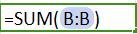 =SUM( B:B )